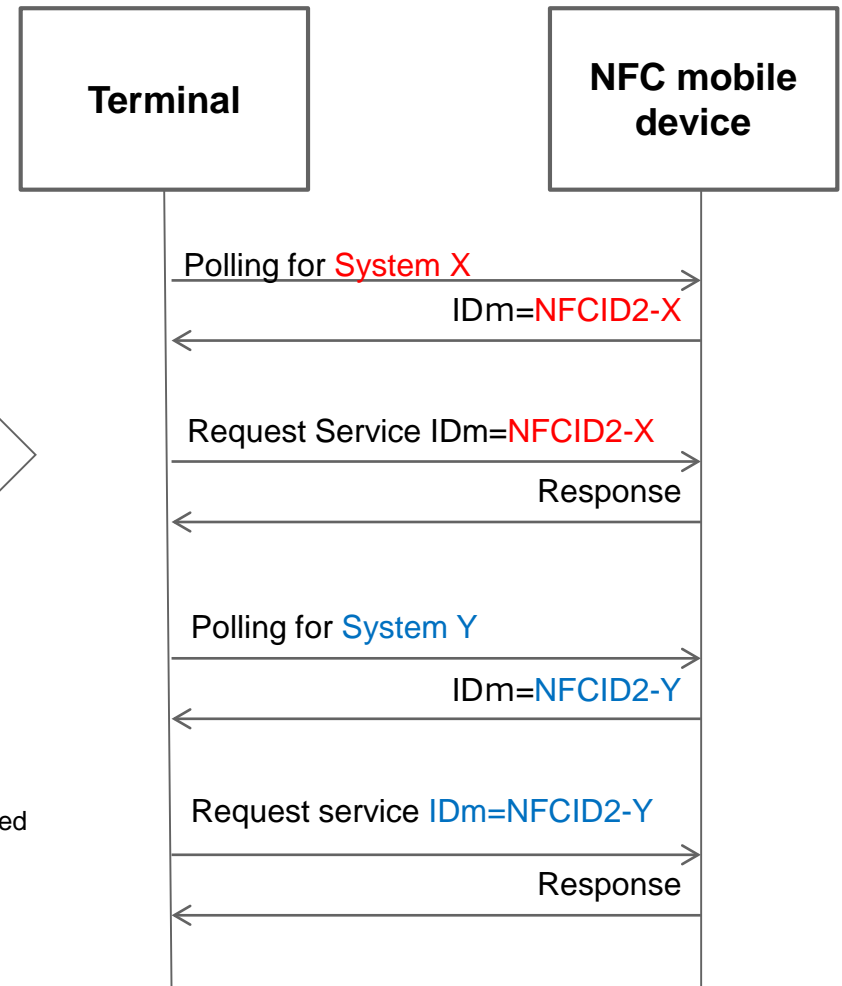 Terminal
NFC mobile
device
Polling for System X
IDm=NFCID2-X
Request Service IDm=NFCID2-X
Response
Polling for System Y
IDm=NFCID2-Y
ed
Request service IDm=NFCID2-Y
Response